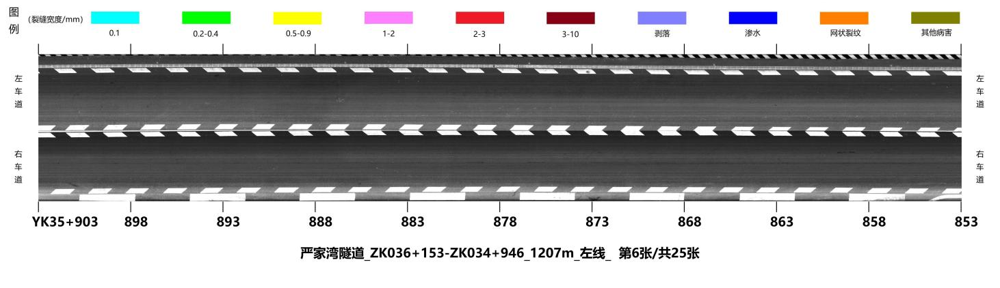 图例
(裂缝宽度/mm)
0.1 0.2-0.4 0.5-0.9 1-2 2-3 3-10 剥落 渗水 网状裂纹 其他病害
左车道 左车道
右车道 右车道
YK35+903 898 893 888 883 878 873 868 863 858 853
严家湾隧道_ZK036+153-ZK034+946_1207m_左线_ 第6张/共25张